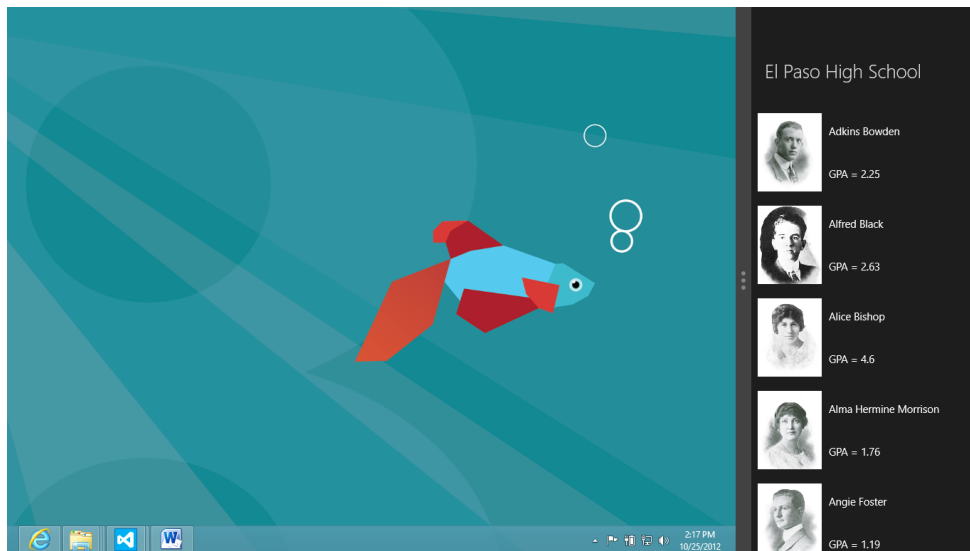 El Paso High School
Adkins Bowden
GPA = 2.25
Alfred Black
GPA = 2.63
Alice Bishop
GPA = 4.6
Alma Hermine Morrison
GPA = 1.76
Angie Foster
GPA = 1.19
W
2:17 PM
10/25/2012